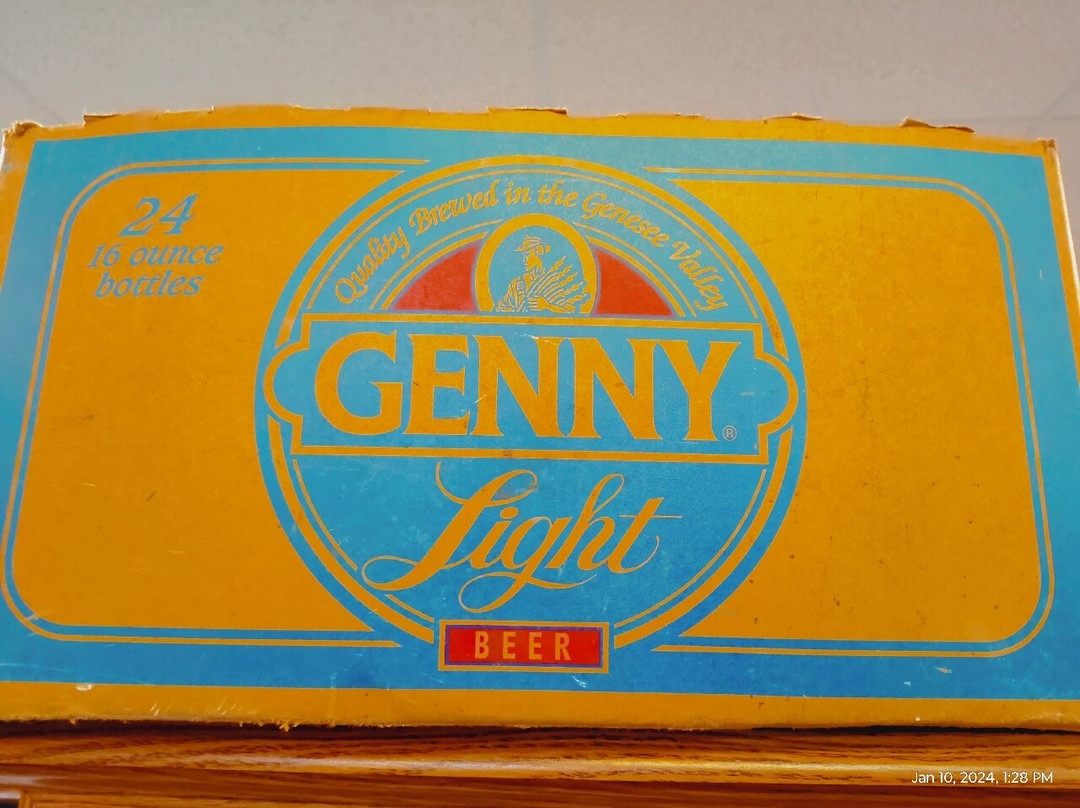 24
16 ounce
bottles
Quality Brewed in the Genesee Valley
GENNY®
Light
BEER
Jan 10, 2024, 1:28 PM